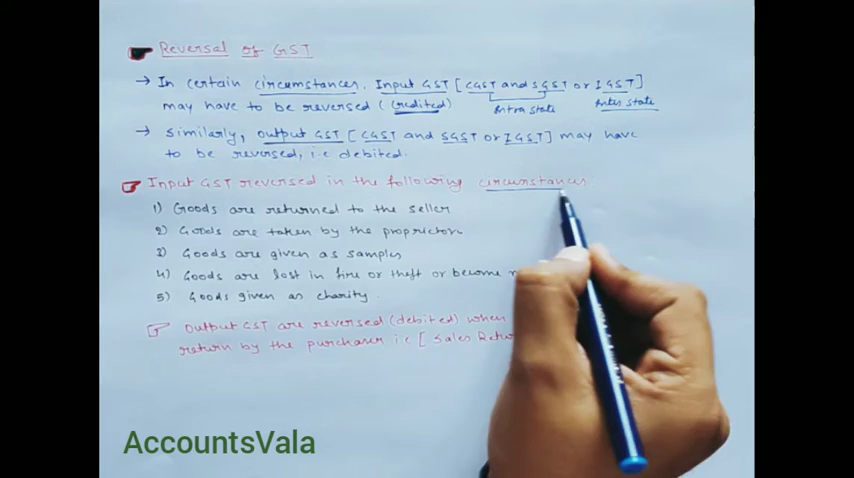 Reversal of GST
→ In certain circumstances, Input GST [CGST and SGST or IGST]
Intra state Inter state
may have to be reversed (credited)
→ Similarly, output GST [CGST and SGST or IGST] may have
to be reversed, i.e debited.
Input GST reversed in the following circumstances
1) Goods are returned to the seller
2) Goods are taken by the proprietor
3) Goods are given as samples
4) Goods are lost in fire or theft or become
5) Goods given as charity.
Output GST are reversed (debited) when
return by the purchaser i.e [Sales
AccountsVala